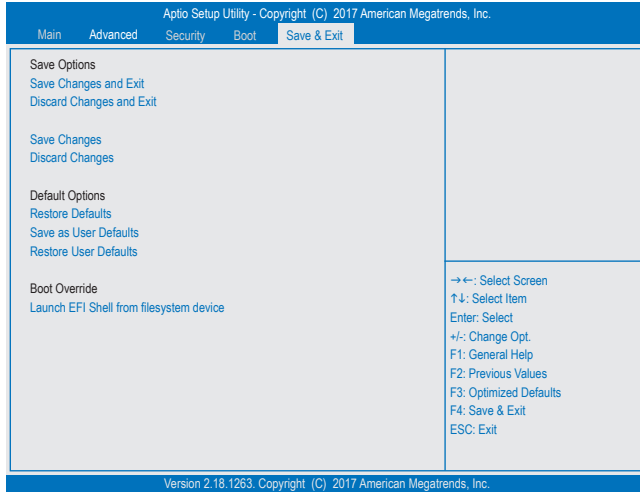 Aptio Setup Utility - Copyright (C) 2017 American Megatrends, Inc.
Main Advanced Security Boot Save & Exit
Save Options
Save Changes and Exit
Discard Changes and Exit
Save Changes
Discard Changes
Default Options
Restore Defaults
Save as User Defaults
Restore User Defaults
Boot Override
Launch EFI Shell from filesystem device
→←: Select Screen
↑↓: Select Item
Enter: Select
+/-: Change Opt.
F1: General Help
F2: Previous Values
F3: Optimized Defaults
F4: Save & Exit
ESC: Exit
Version 2.18.1263. Copyright (C) 2017 American Megatrends, Inc.